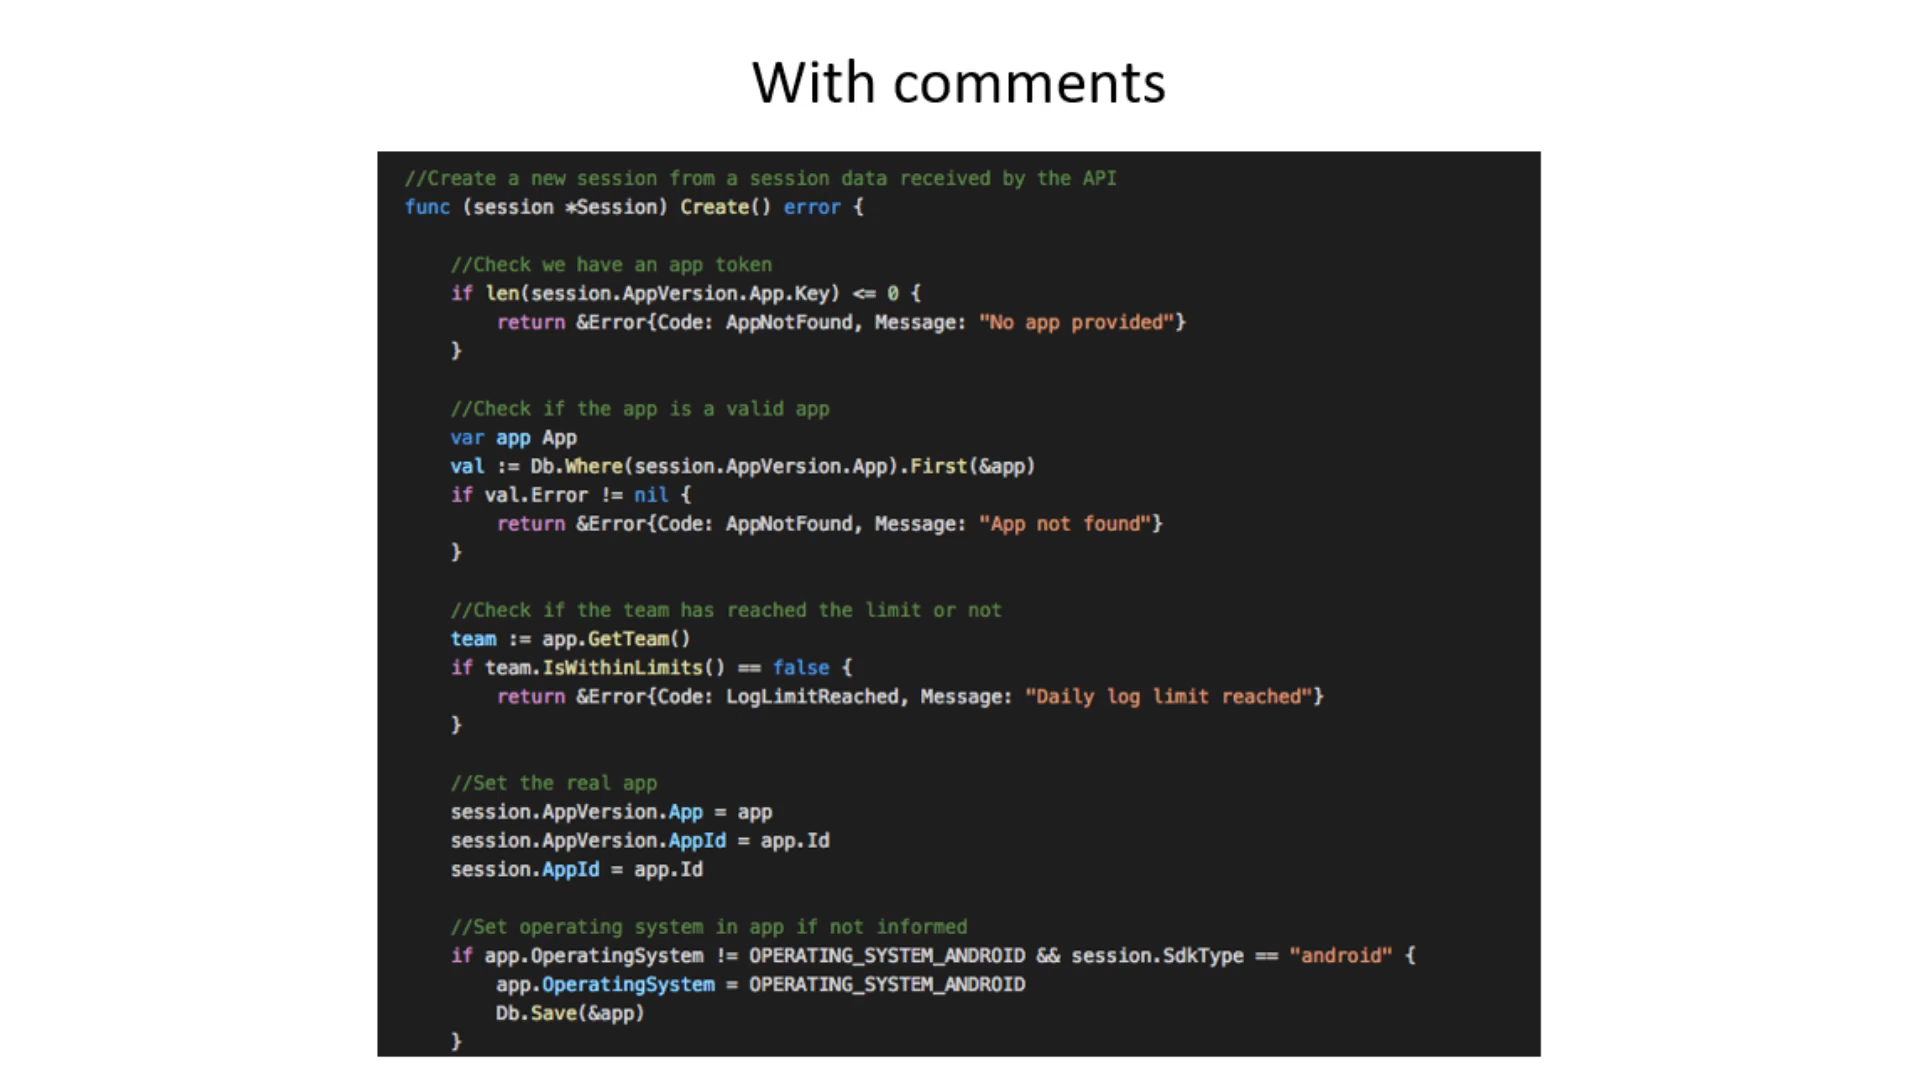 With comments
//Create a new session from a session data received by the API
func (session *Session) Create() error {
//Check we have an app token
if len(session.AppVersion.App.Key) <= 0 {
return &Error{Code: AppNotFound, Message: "No app provided"}
}
//Check if the app is a valid app
var app App
val := Db.Where(session.AppVersion.App).First(&app)
if val.Error != nil {
return &Error{Code: AppNotFound, Message: "App not found"}
}
//Check if the team has reached the limit or not
team := app.GetTeam()
if team.IsWithinLimits() == false {
return &Error{Code: LogLimitReached, Message: "Daily log limit reached"}
}
//Set the real app
session.AppVersion.App = app
session.AppVersion.AppId = app.Id
session.AppId = app.Id
//Set operating system in app if not informed
if app.OperatingSystem != OPERATING_SYSTEM_ANDROID && session.SdkType == "android" {
app.OperatingSystem = OPERATING_SYSTEM_ANDROID
Db.Save(&app)
}